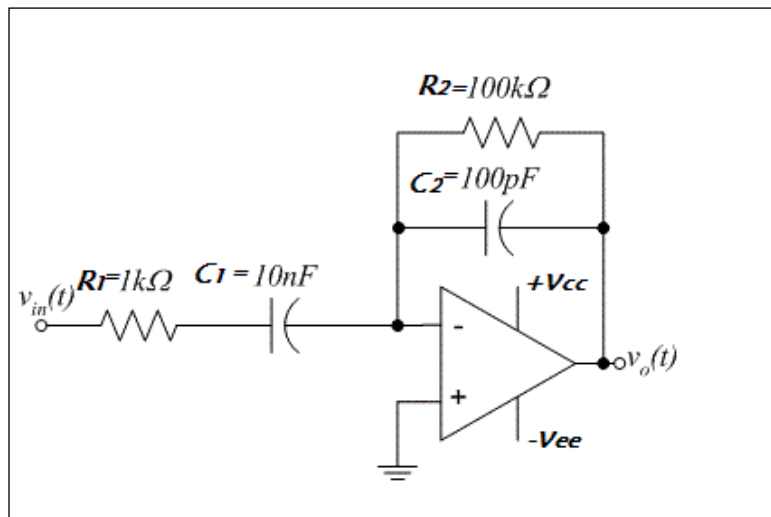 R2=100kΩ
C2=100pF
R1=1kΩ
C1 = 10nF
vin(t)
+Vcc
-
+
vo(t)
-Vee